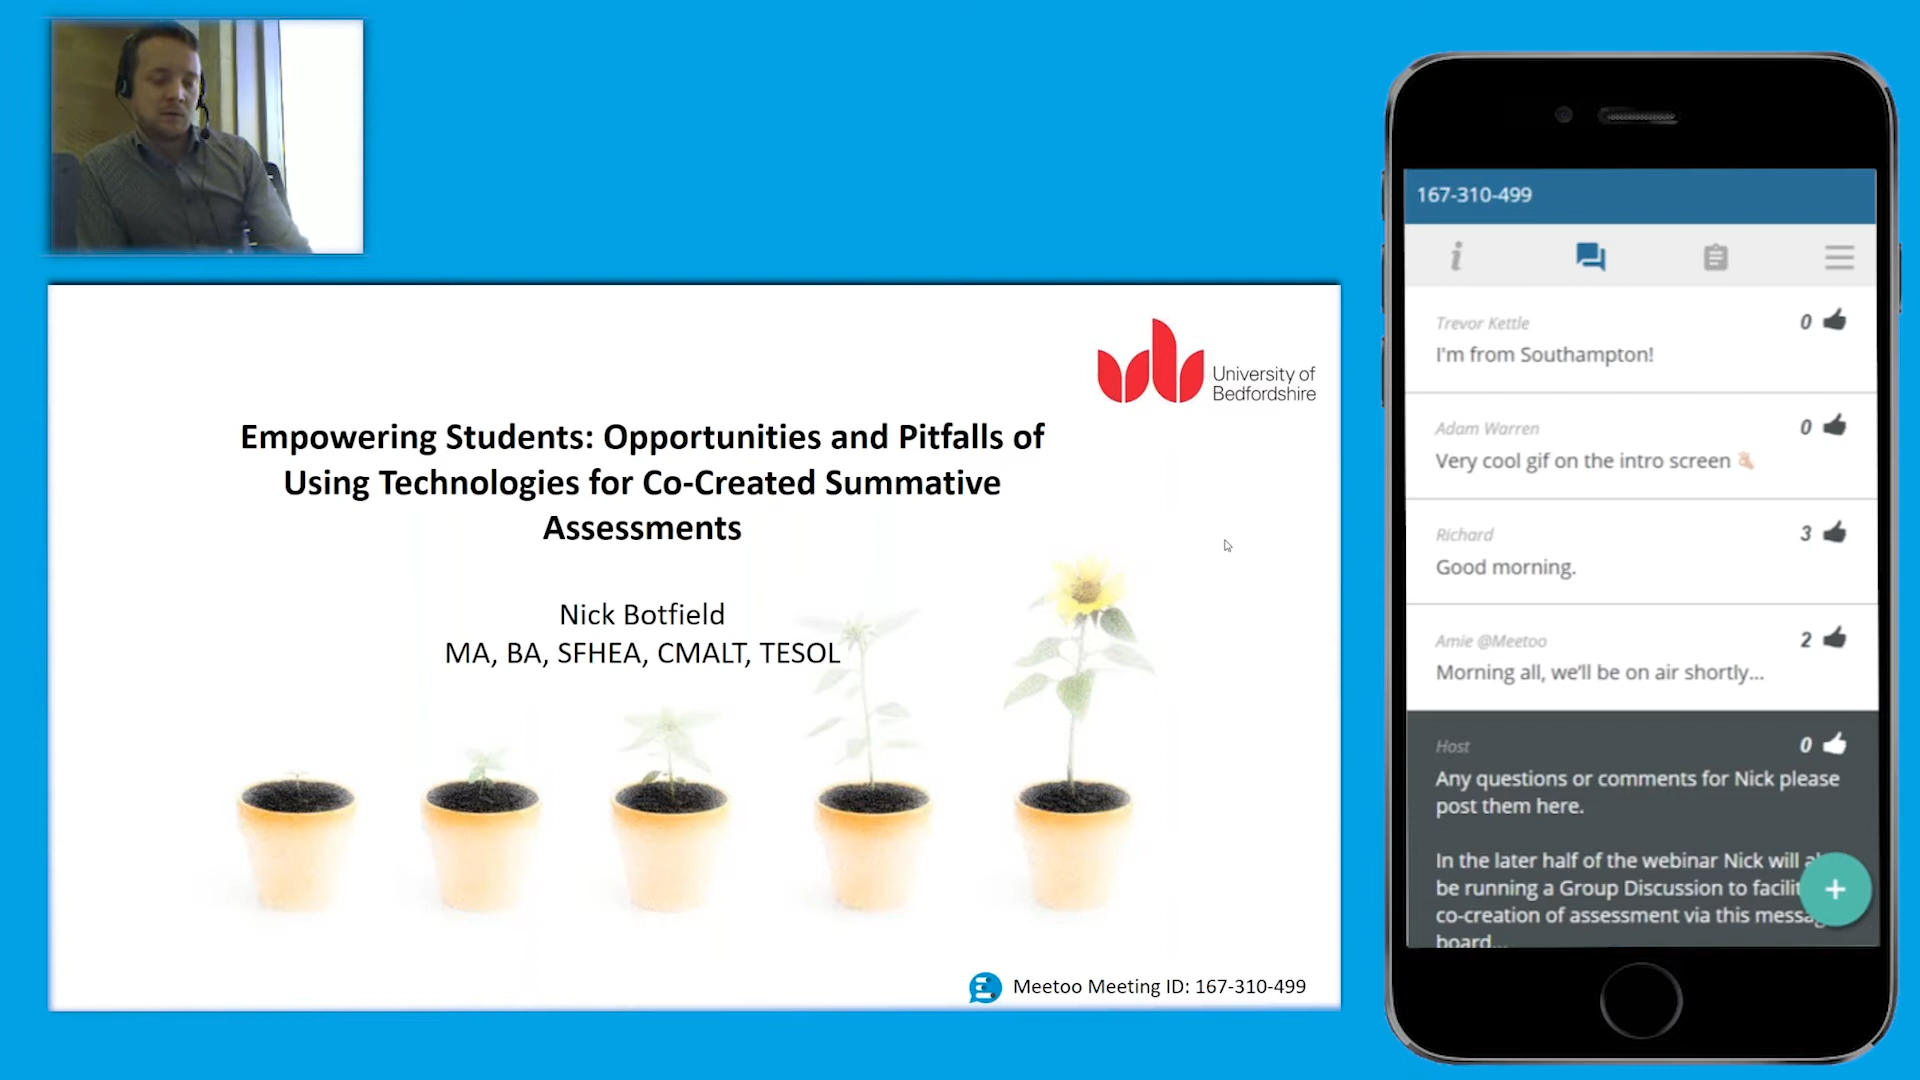 University of
Bedfordshire
Empowering Students: Opportunities and Pitfalls of
Using Technologies for Co-Created Summative
Assessments
Nick Botfield
MA, BA, SFHEA, CMALT, TESOL
Meetoo Meeting ID: 167-310-499
167-310-499
Trevor Kettle
0
I'm from Southampton!
Adam Warren
0
Very cool gif on the intro screen 👌🏻
Richard
3
Good morning.
Amie @Meetoo
2
Morning all, we'll be on air shortly...
Host
0
Any questions or comments for Nick please
post them here.
In the later half of the webinar Nick will
be running a Group Discussion to
co-creation of assessment via this
board...